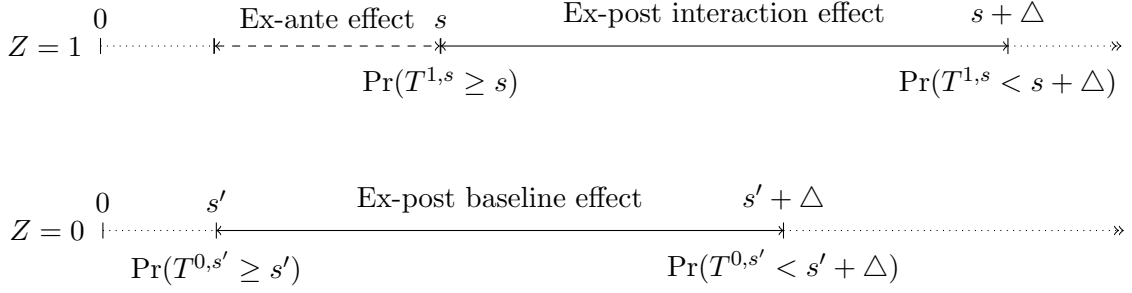 0 Ex-ante effect s Ex-post interaction effect s + △
Z = 1
Pr(T^{1,s} ≥ s) Pr(T^{1,s} < s + △)
0 s′ Ex-post baseline effect s′ + △
Z = 0
Pr(T^{0,s′} ≥ s′) Pr(T^{0,s′} < s′ + △)